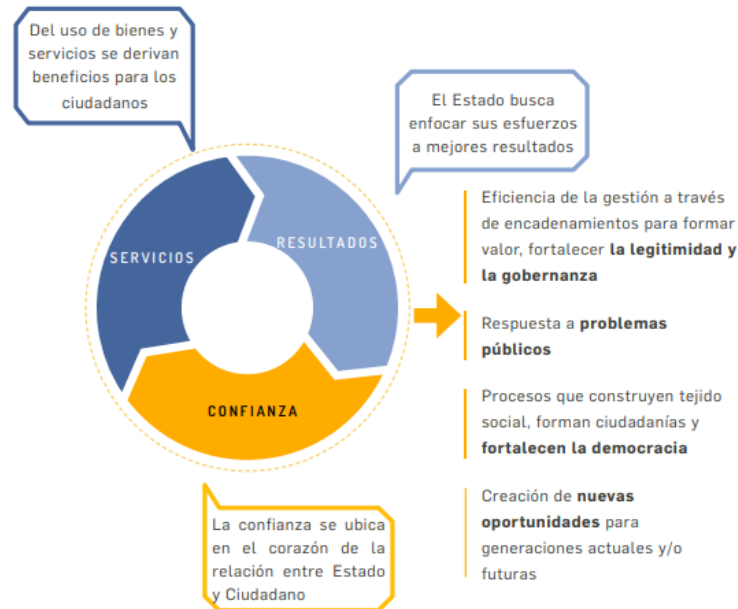 Del uso de bienes y
servicios se derivan
beneficios para los
ciudadanos
El Estado busca
enfocar sus esfuerzos
a mejores resultados
SERVICIOS
RESULTADOS
CONFIANZA
La confianza se ubica
en el corazón de la
relación entre Estado
y Ciudadano
Eficiencia de la gestión a través
de encadenamientos para formar
valor, fortalecer la legitimidad y
la gobernanza
Respuesta a problemas
públicos
Procesos que construyen tejido
social, forman ciudadanías y
fortalecen la democracia
Creación de nuevas
oportunidades para
generaciones actuales y/o
futuras